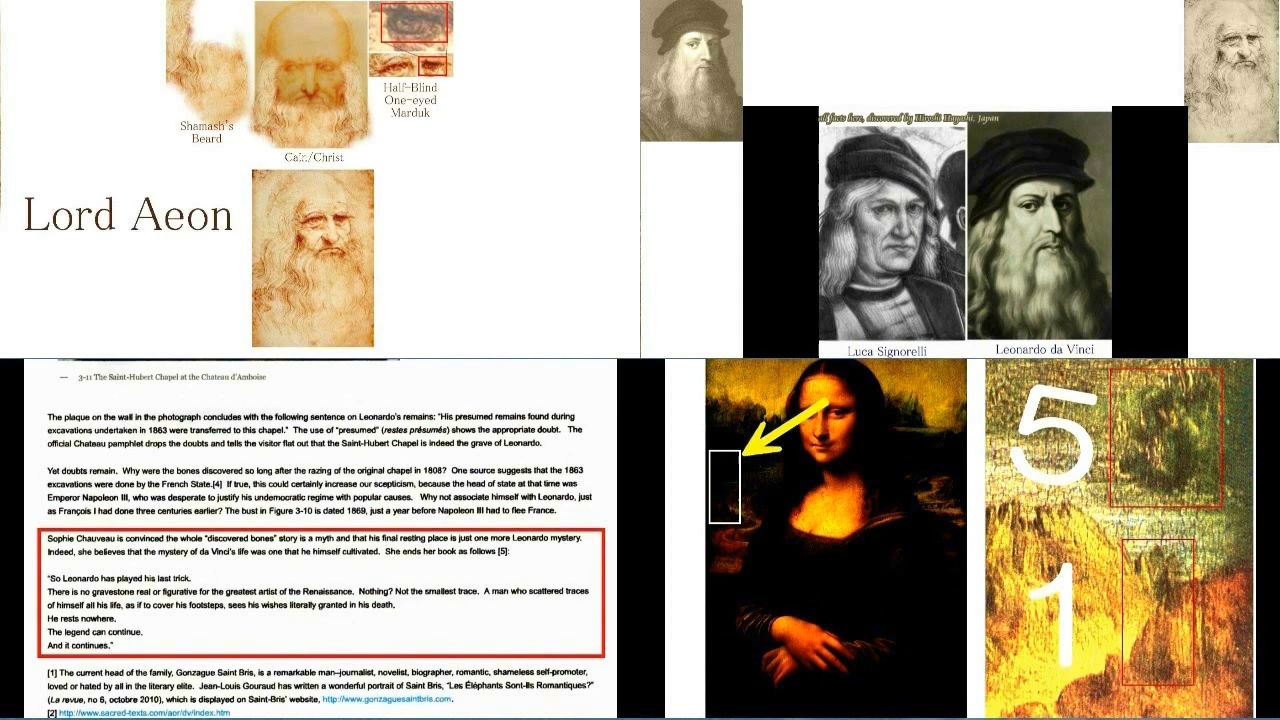 Shamash's
Beard
Cain/Christ
Half-Blind
One-eyed
Marduk
Lord Aeon
all facts here, discovered by Hiroshi Hayashi, Japan
Luca Signorelli
Leonardo da Vinci
— 3-11 The Saint-Hubert Chapel at the Chateau d'Amboise
The plaque on the wall in the photograph concludes with the following sentence on Leonardo's remains: "His presumed remains found during
excavations undertaken in 1863 were transferred to this chapel." The use of "presumed" (restes présumés) shows the appropriate doubt. The
official Chateau pamphlet drops the doubts and tells the visitor flat out that the Saint-Hubert Chapel is indeed the grave of Leonardo.
Yet doubts remain. Why were the bones discovered so long after the razing of the original chapel in 1808? One source suggests that the 1863
excavations were done by the French State.[4] If true, this could certainly increase our scepticism, because the head of state at that time was
Emperor Napoleon III, who was desperate to justify his undemocratic regime with popular causes. Why not associate himself with Leonardo, just
as François I had done three centuries earlier? The bust in Figure 3-10 is dated 1869, just a year before Napoleon III had to flee France.
Sophie Chauveau is convinced the whole "discovered bones" story is a myth and that his final resting place is just one more Leonardo mystery.
Indeed, she believes that the mystery of da Vinci's life was one that he himself cultivated. She ends her book as follows [5]:
"So Leonardo has played his last trick.
There is no gravestone real or figurative for the greatest artist of the Renaissance. Nothing? Not the smallest trace. A man who scattered traces
of himself all his life, as if to cover his footsteps, sees his wishes literally granted in his death.
He rests nowhere.
The legend can continue.
And it continues."
[1] The current head of the family, Gonzague Saint Bris, is a remarkable man–journalist, novelist, biographer, romantic, shameless self-promoter,
loved or hated by all in the literary elite. Jean-Louis Gouraud has written a wonderful portrait of Saint Bris, "Les Éléphants Sont-Ils Romantiques?"
(La revue, no 6, octobre 2010), which is displayed on Saint-Bris' website, http://www.gonzaguesaintbris.com.
[2] http://www.sacred-texts.com/aor/dv/index.htm
5
1